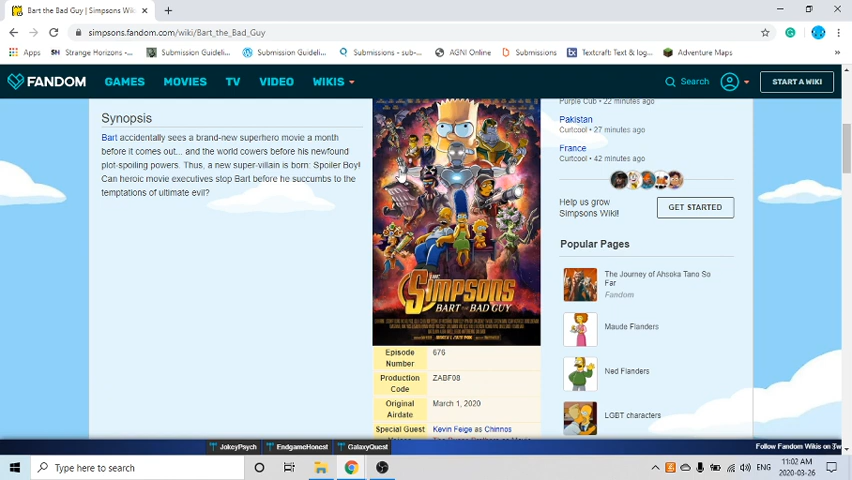 Bart the Bad Guy | Simpsons Wik
simpsons.fandom.com/wiki/Bart_the_Bad_Guy
Apps
Strange Horizons -...
Submission Guideli...
Submission Guideli...
Submissions - sub-...
AGNI Online
Submissions
Textcraft: Text & log...
Adventure Maps
FANDOM
GAMES
MOVIES
TV
VIDEO
WIKIS
Search
START A WIKI
Synopsis
Bart accidentally sees a brand-new superhero movie a month
before it comes out... and the world cowers before his newfound
plot-spoiling powers. Thus, a new super-villain is born: Spoiler Boy!
Can heroic movie executives stop Bart before he succumbs to the
temptations of ultimate evil?
THE SIMPSONS
BART THE BAD GUY
Episode
Number
676
Production
Code
ZABF08
Original
Airdate
March 1, 2020
Special Guest
Kevin Feige as Chinnos
Purple Cub • 22 minutes ago
Pakistan
Curtcool • 27 minutes ago
France
Curtcool • 42 minutes ago
Help us grow
Simpsons Wiki!
GET STARTED
Popular Pages
The Journey of Ahsoka Tano So
Far
Fandom
Maude Flanders
Ned Flanders
LGBT characters
JokeyPsych
EndgameHonest
GalaxyQuest
Follow Fandom Wikis on
Type here to search
ENG
11:02 AM
2020-03-26